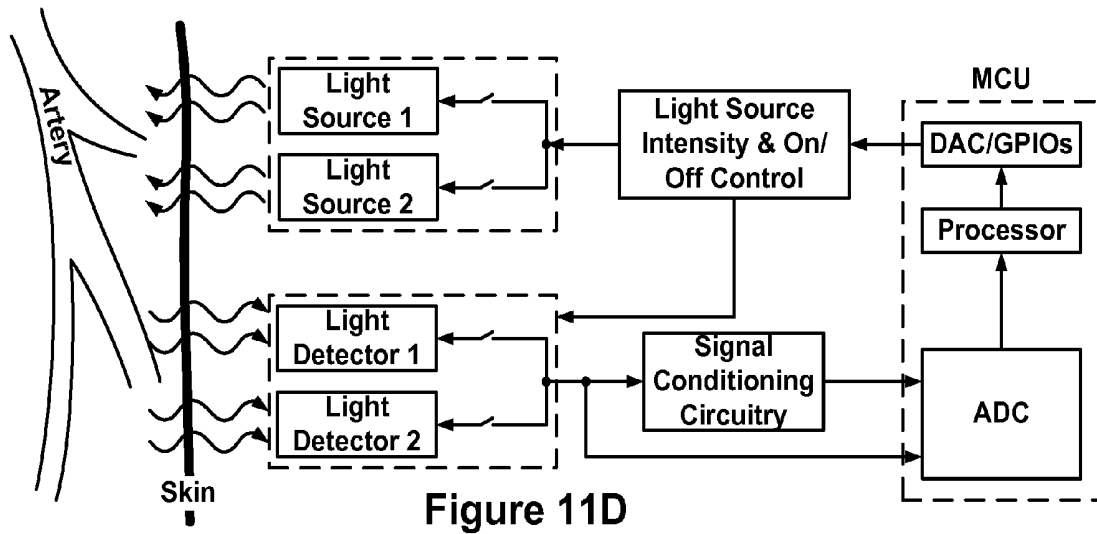 Artery
Skin
Light
Source 1
Light
Source 2
Light
Detector 1
Light
Detector 2
Light Source
Intensity & On/
Off Control
Signal
Conditioning
Circuitry
MCU
DAC/GPIOs
Processor
ADC
Figure 11D